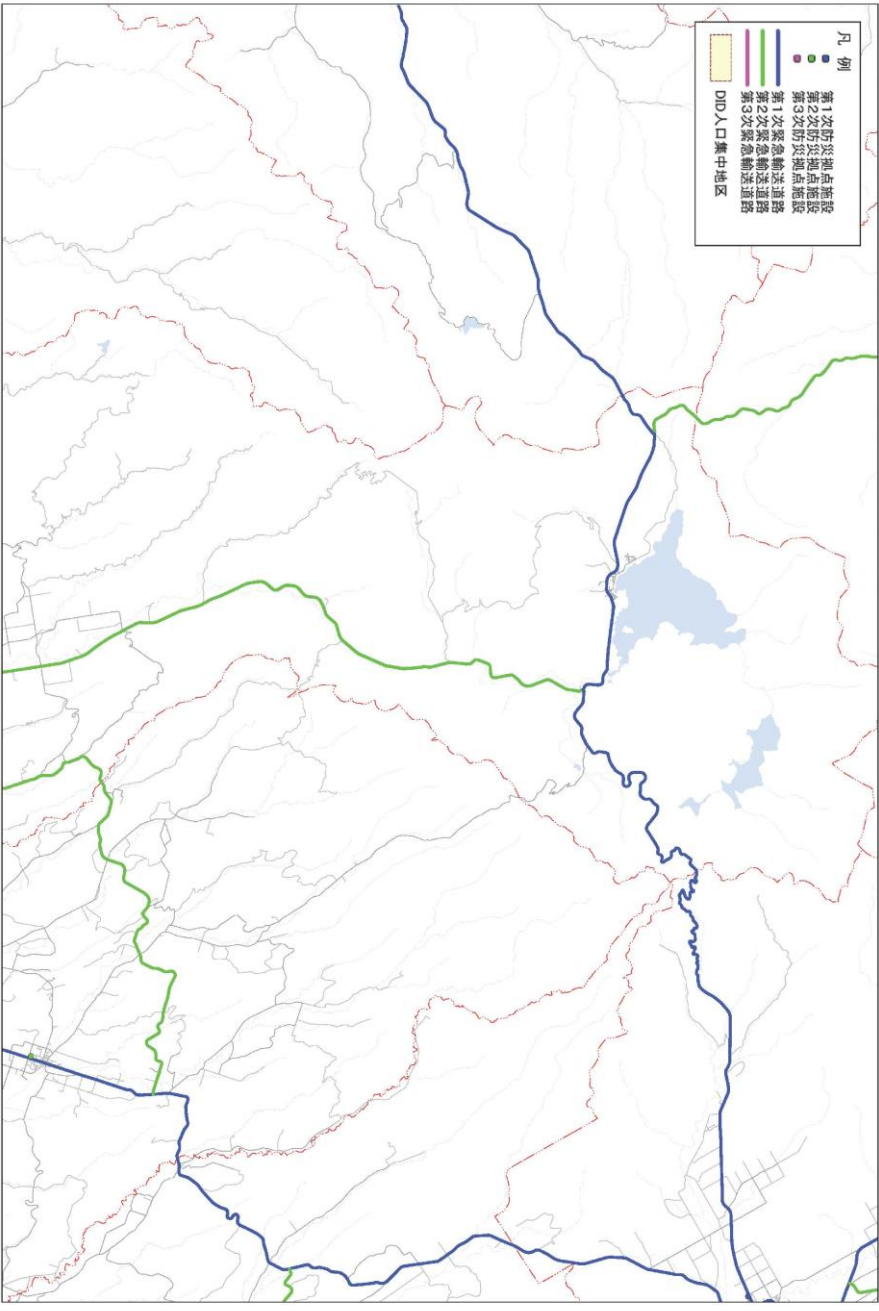 凡 例
第1次防災拠点施設
第2次防災拠点施設
第3次防災拠点施設
第1次緊急輸送道路
第2次緊急輸送道路
第3次緊急輸送道路
DID人口集中地区